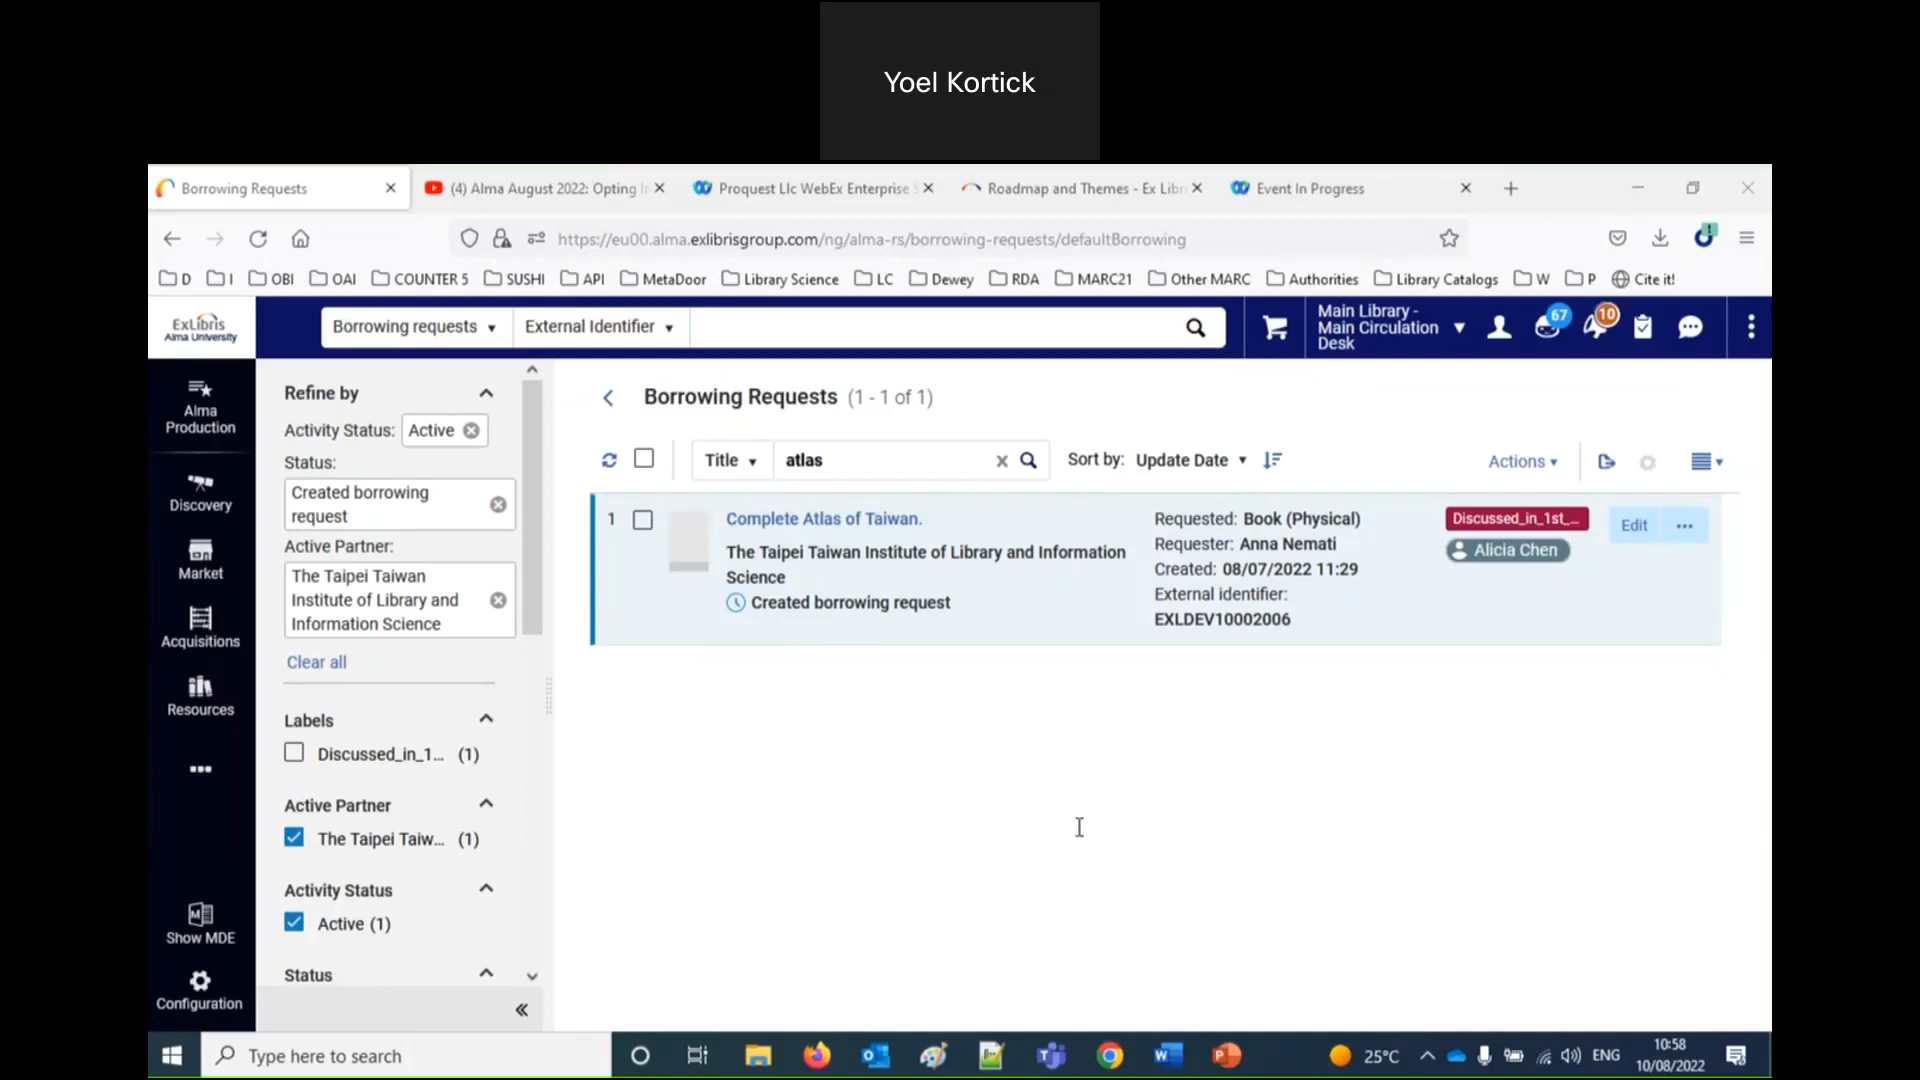 Yoel Kortick
Borrowing Requests
(4) Alma August 2022: Opting I
Proquest Llc WebEx Enterprise S
Roadmap and Themes - Ex Libr
Event In Progress
https://eu00.alma.exlibrisgroup.com/ng/alma-rs/borrowing-requests/defaultBorrowing
D
I
OBI
OAI
COUNTER 5
SUSHI
API
MetaDoor
Library Science
LC
Dewey
RDA
MARC21
Other MARC
Authorities
Library Catalogs
W
P
Cite it!
ExLibris
Alma University
Borrowing requests
External Identifier
Main Library -
Main Circulation
Desk
67
10
Alma
Production
Discovery
Market
Acquisitions
Resources
Show MDE
Configuration
Refine by
Activity Status: Active
Status:
Created borrowing
request
Active Partner:
The Taipei Taiwan
Institute of Library and
Information Science
Clear all
Labels
Discussed_in_1... (1)
Active Partner
The Taipei Taiw... (1)
Activity Status
Active (1)
Status
Borrowing Requests (1 - 1 of 1)
Title
atlas
Sort by: Update Date
Actions
1
Complete Atlas of Taiwan.
The Taipei Taiwan Institute of Library and Information
Science
Created borrowing request
Requested: Book (Physical)
Requester: Anna Nemati
Created: 08/07/2022 11:29
External identifier:
EXLDEV10002006
Discussed_in_1st_...
Alicia Chen
Edit
Type here to search
25°C
ENG
10:58
10/08/2022